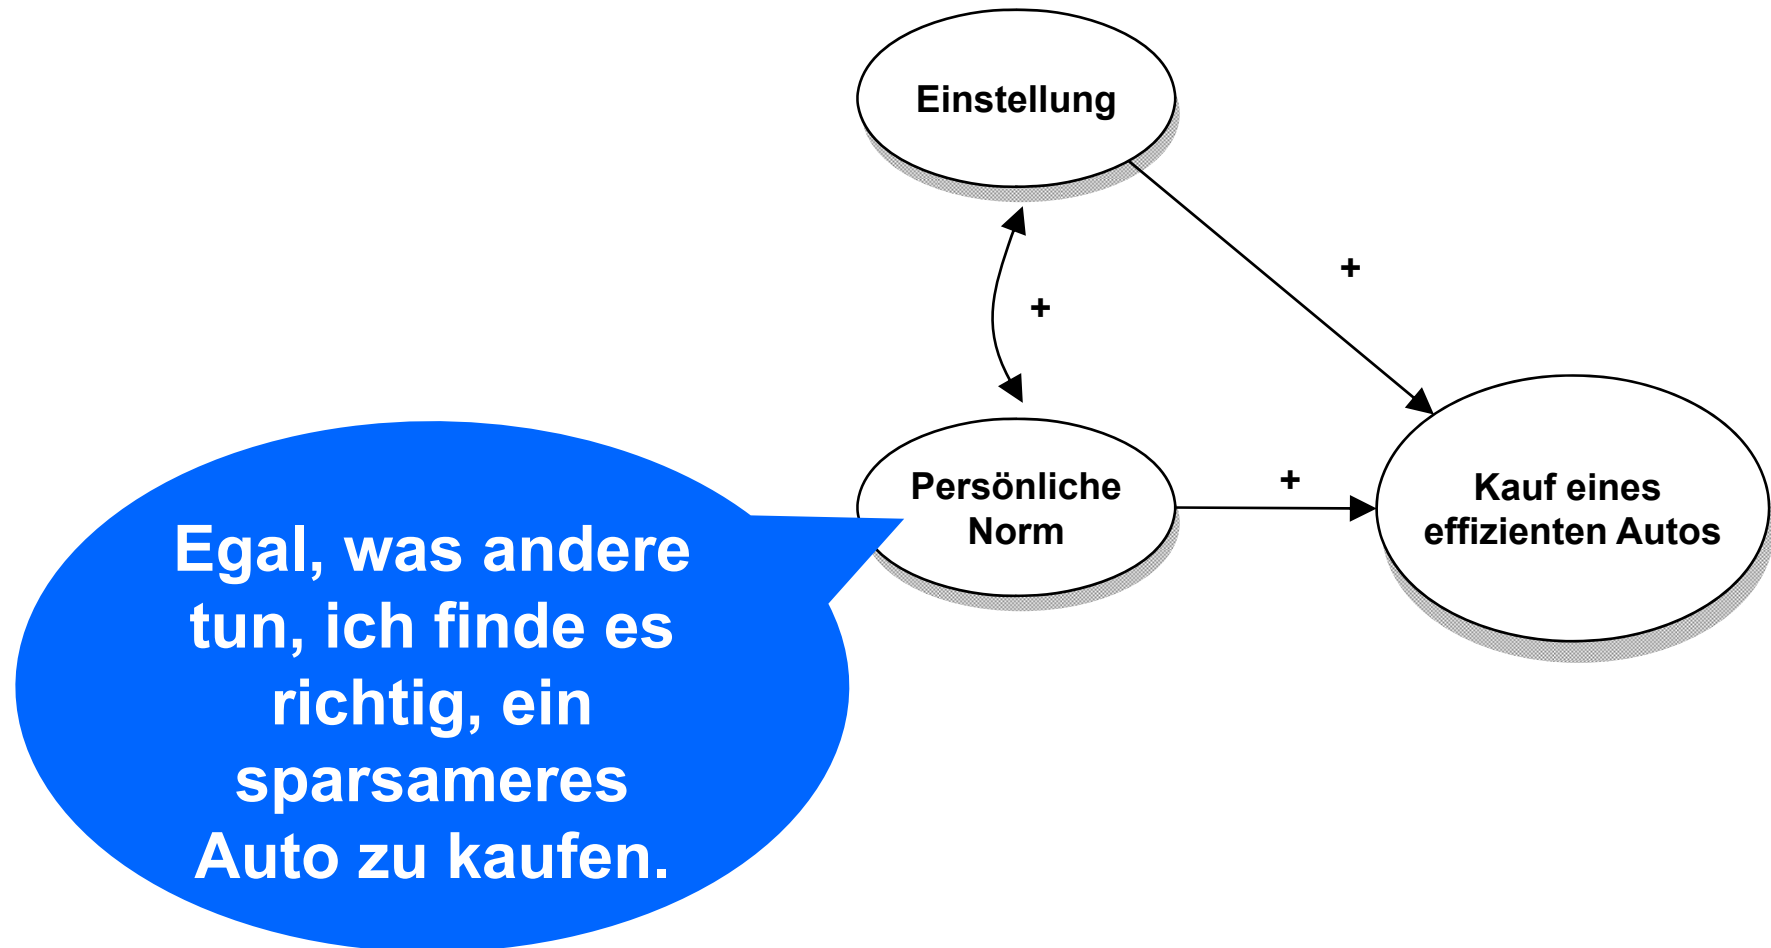 Einstellung
+
+
Persönliche
Norm
+
Kauf eines
effizienten Autos
Egal, was andere
tun, ich finde es
richtig, ein
sparsameres
Auto zu kaufen.